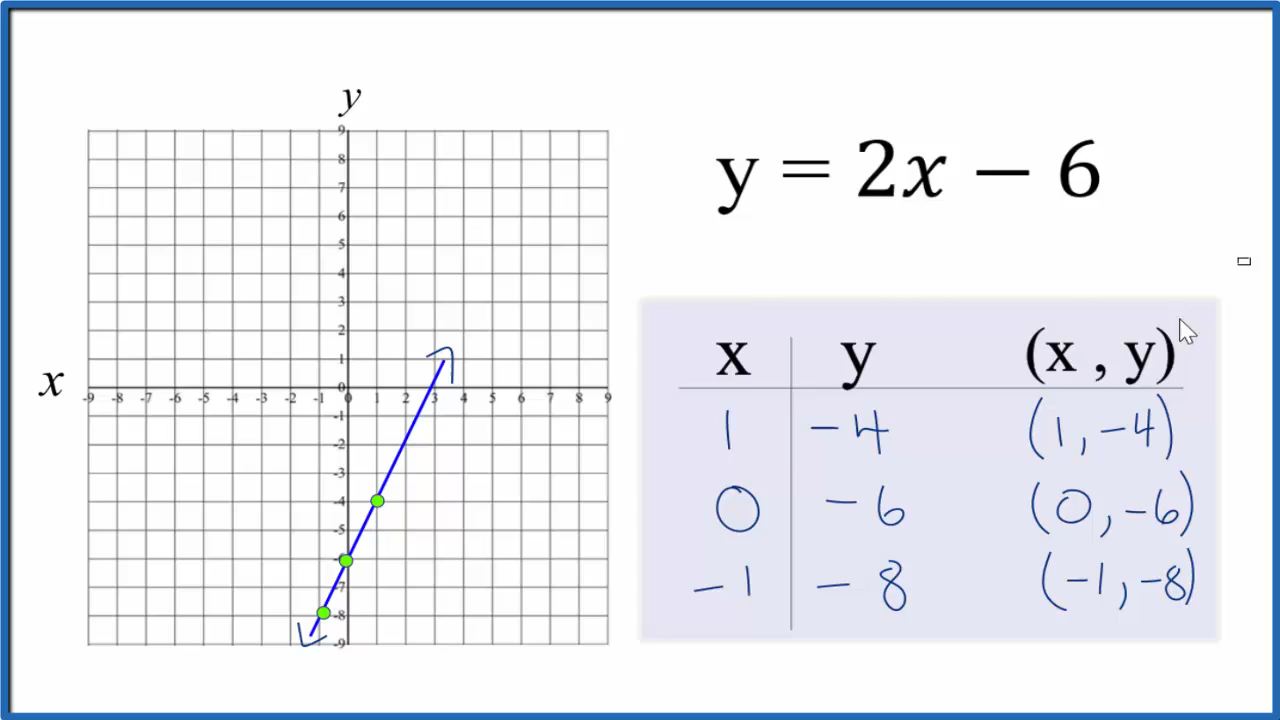 y
y = 2x − 6
9
8
7
6
5
4
3
2
1
0
x
-9 -8 -7 -6 -5 -4 -3 -2 -1 0 1 2 3 4 5 6 7 8 9
-1
-2
-3
-4
-5
-7
-8
-9
x y (x , y)
1 -4 (1, -4)
0 -6 (0, -6)
-1 -8 (-1, -8)